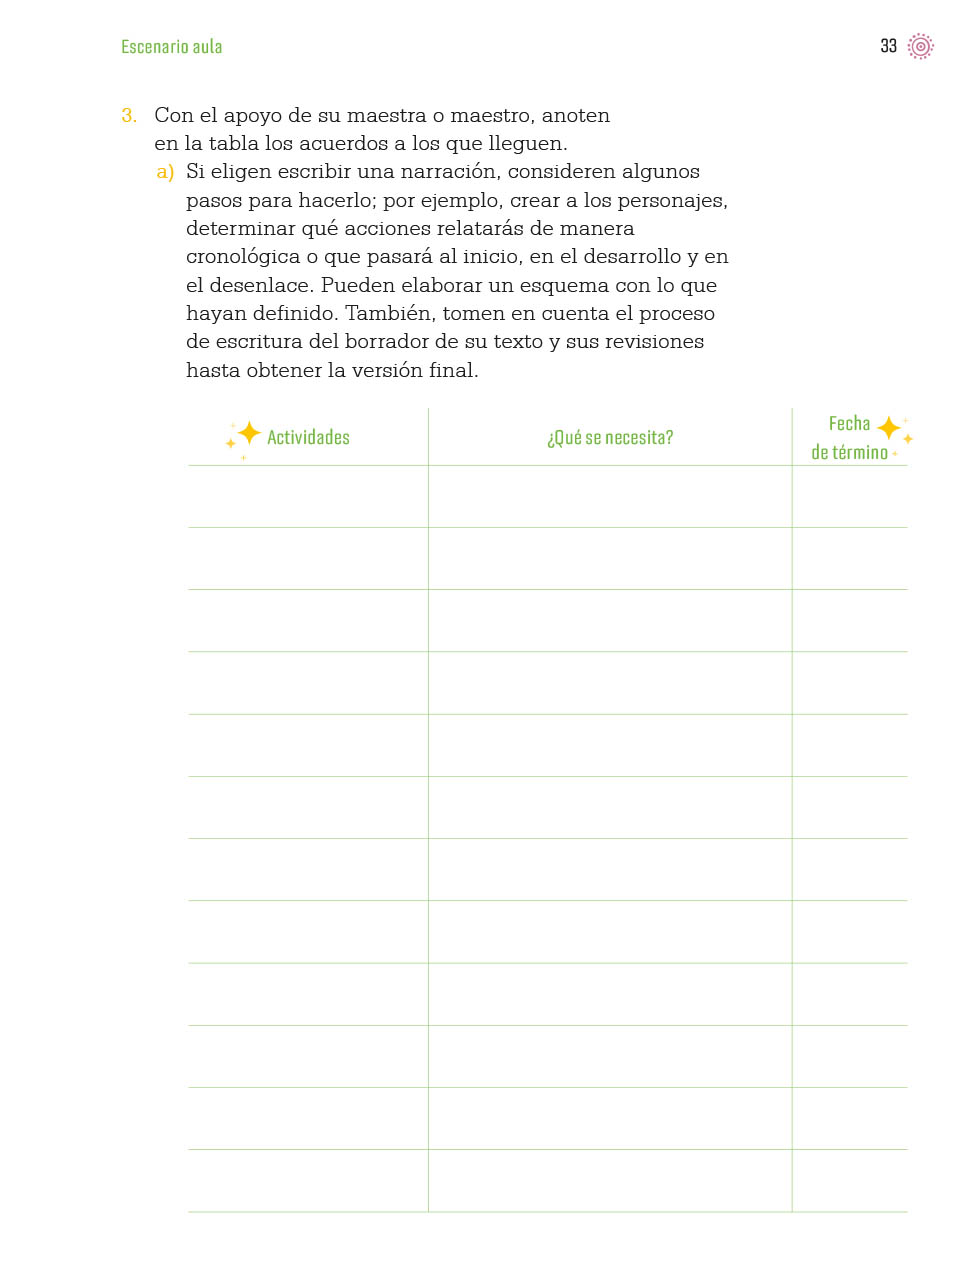 Escenario aula
33
3. Con el apoyo de su maestra o maestro, anoten
en la tabla los acuerdos a los que lleguen.
a) Si eligen escribir una narración, consideren algunos
pasos para hacerlo; por ejemplo, crear a los personajes,
determinar qué acciones relatarás de manera
cronológica o que pasará al inicio, en el desarrollo y en
el desenlace. Pueden elaborar un esquema con lo que
hayan definido. También, tomen en cuenta el proceso
de escritura del borrador de su texto y sus revisiones
hasta obtener la versión final.
Actividades
¿Qué se necesita?
Fecha
de término